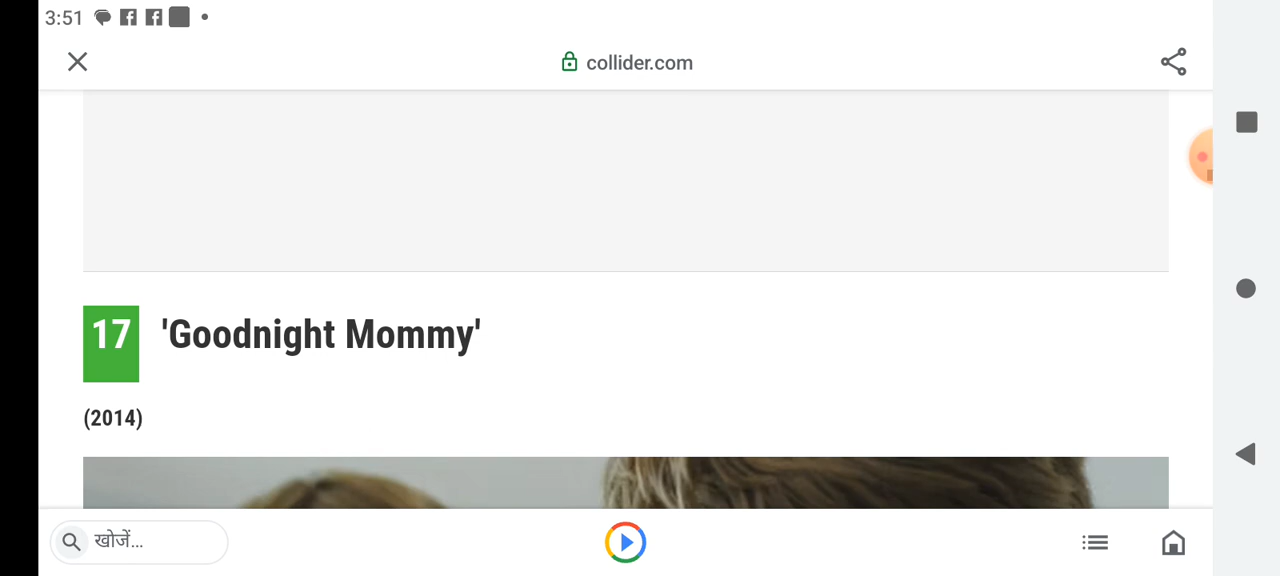 3:51
collider.com
17 'Goodnight Mommy'
(2014)
खोजें...